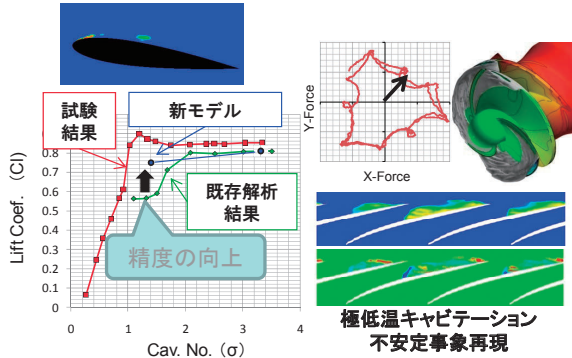 試験
結果
新モデル
既存解析
結果
精度の向上
Lift Coef. (Cl)
0.9
0.8
0.7
0.6
0.5
0.4
0.3
0.2
0.1
0
0
1
2
3
4
Cav. No. (σ)
Y-Force
X-Force
極低温キャビテーション
不安定事象再現